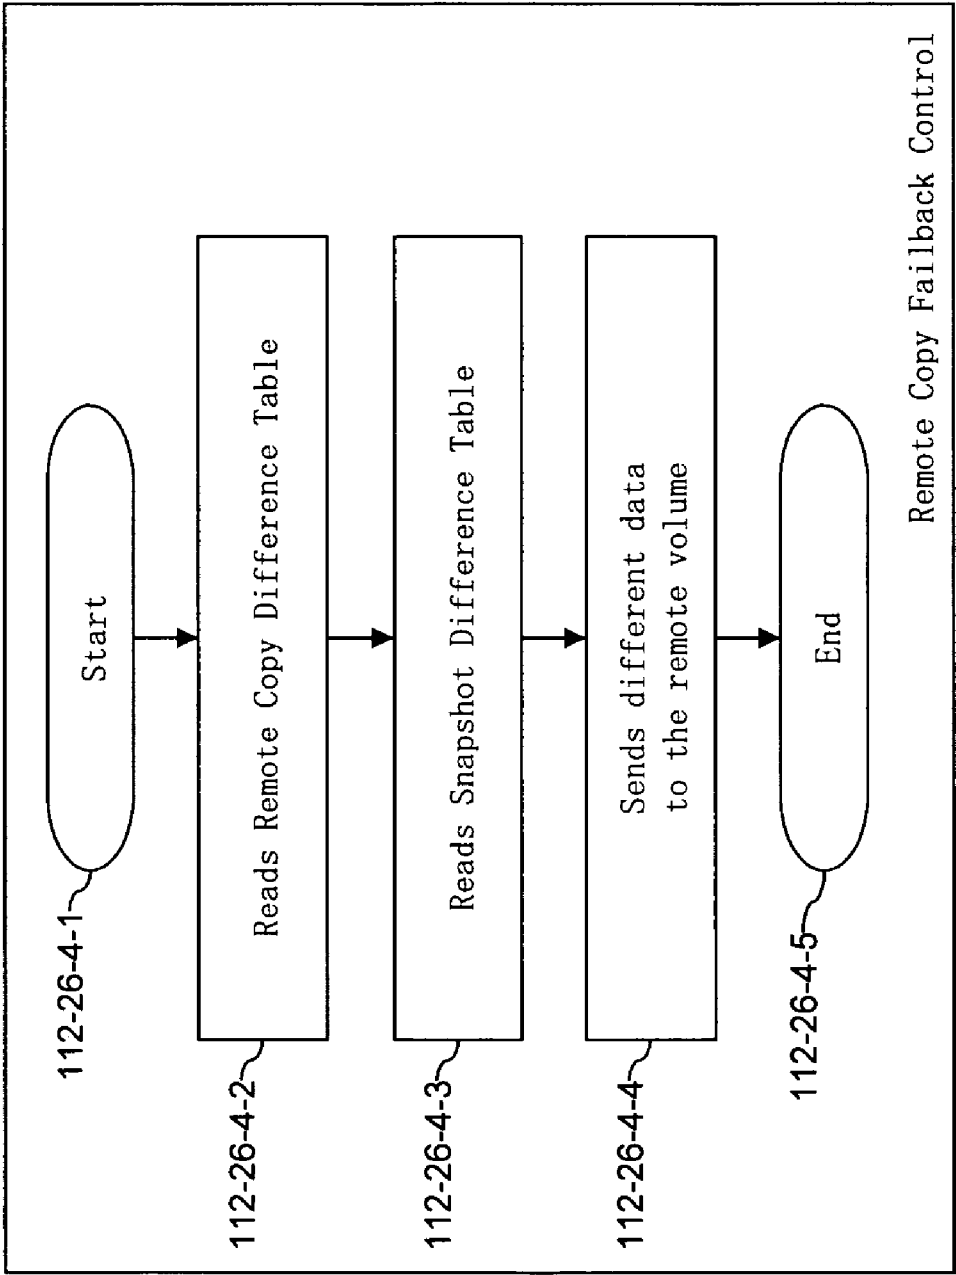 112-26-4-1
Start
112-26-4-2
Reads Remote Copy Difference Table
112-26-4-3
Reads Snapshot Difference Table
112-26-4-4
Sends different data
to the remote volume
112-26-4-5
End
Remote Copy Failback Control